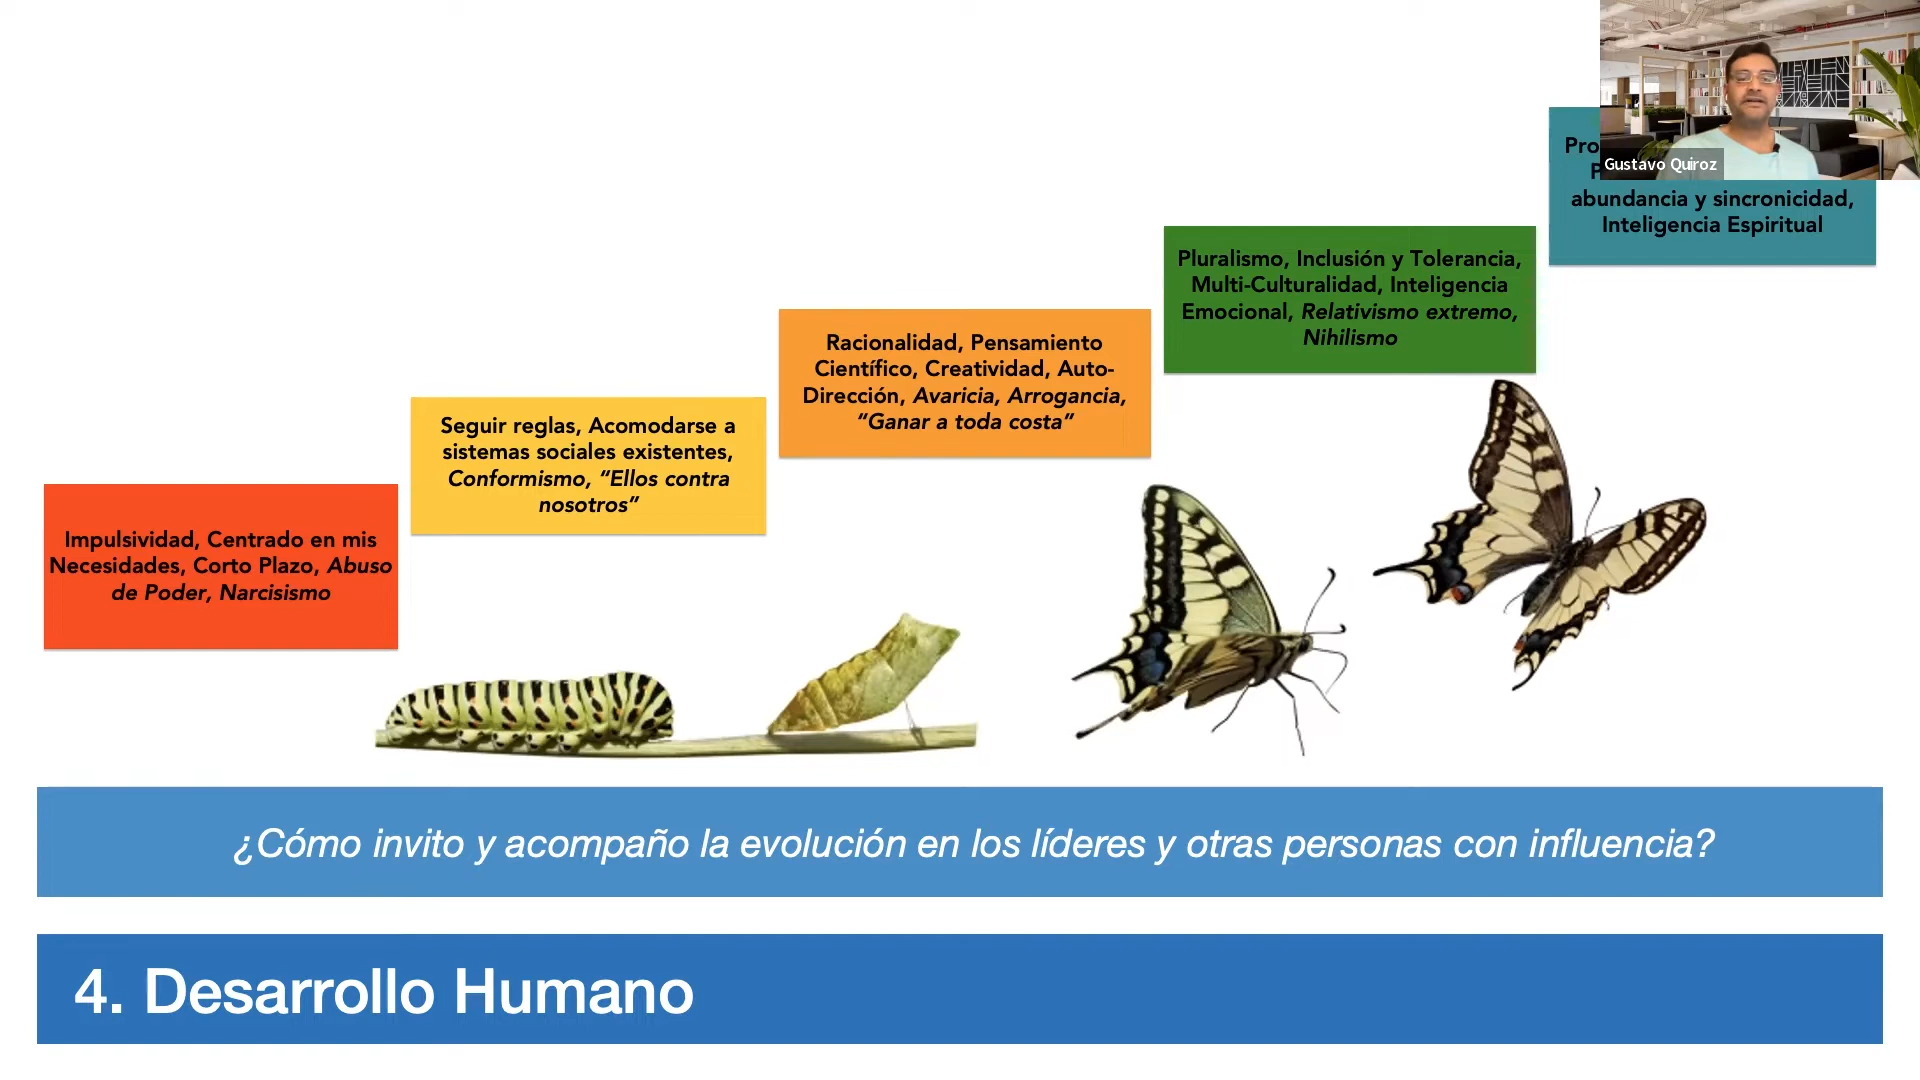 Gustavo Quiroz
abundancia y sincronicidad,
Inteligencia Espiritual
Pluralismo, Inclusión y Tolerancia,
Multi-Culturalidad, Inteligencia
Emocional, Relativismo extremo,
Nihilismo
Racionalidad, Pensamiento
Científico, Creatividad, Auto-
Dirección, Avaricia, Arrogancia,
“Ganar a toda costa”
Seguir reglas, Acomodarse a
sistemas sociales existentes,
Conformismo, “Ellos contra
nosotros”
Impulsividad, Centrado en mis
Necesidades, Corto Plazo, Abuso
de Poder, Narcisismo
¿Cómo invito y acompaño la evolución en los líderes y otras personas con influencia?
4. Desarrollo Humano